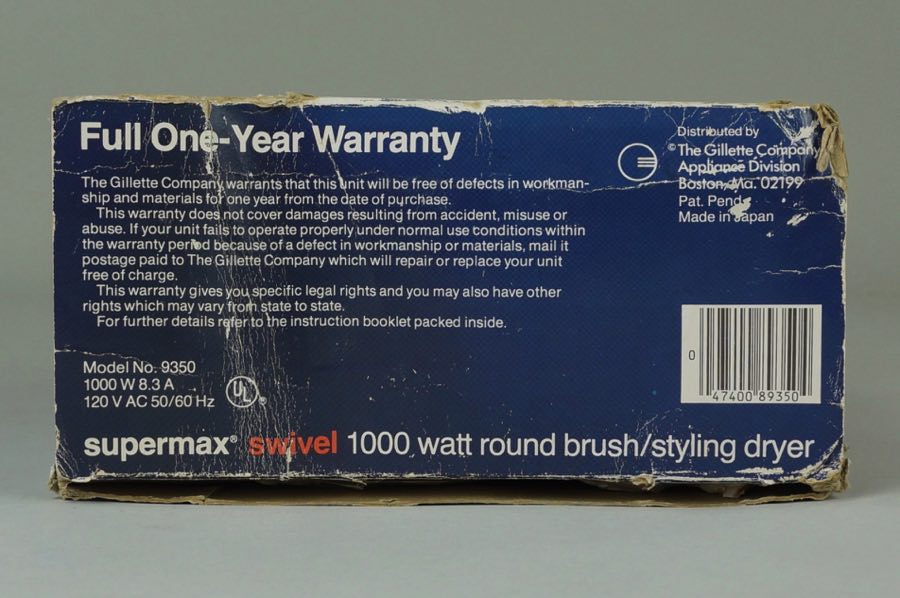 Full One-Year Warranty
The Gillette Company warrants that this unit will be free of defects in workman-
ship and materials for one year from the date of purchase.
This warranty does not cover damages resulting from accident, misuse or
abuse. If your unit fails to operate properly under normal use conditions within
the warranty period because of a defect in workmanship or materials, mail it
postage paid to The Gillette Company which will repair or replace your unit
free of charge.
This warranty gives you specific legal rights and you may also have other
rights which may vary from state to state.
For further details refer to the instruction booklet packed inside.
Distributed by
©The Gillette Company
Appliance Division
Boston, Ma. 02199
Pat. Pend.
Made in Japan
Model No. 9350
1000 W 8.3 A
120 V AC 50/60 Hz
UL®
0 47400 89350
supermax® swivel 1000 watt round brush/styling dryer